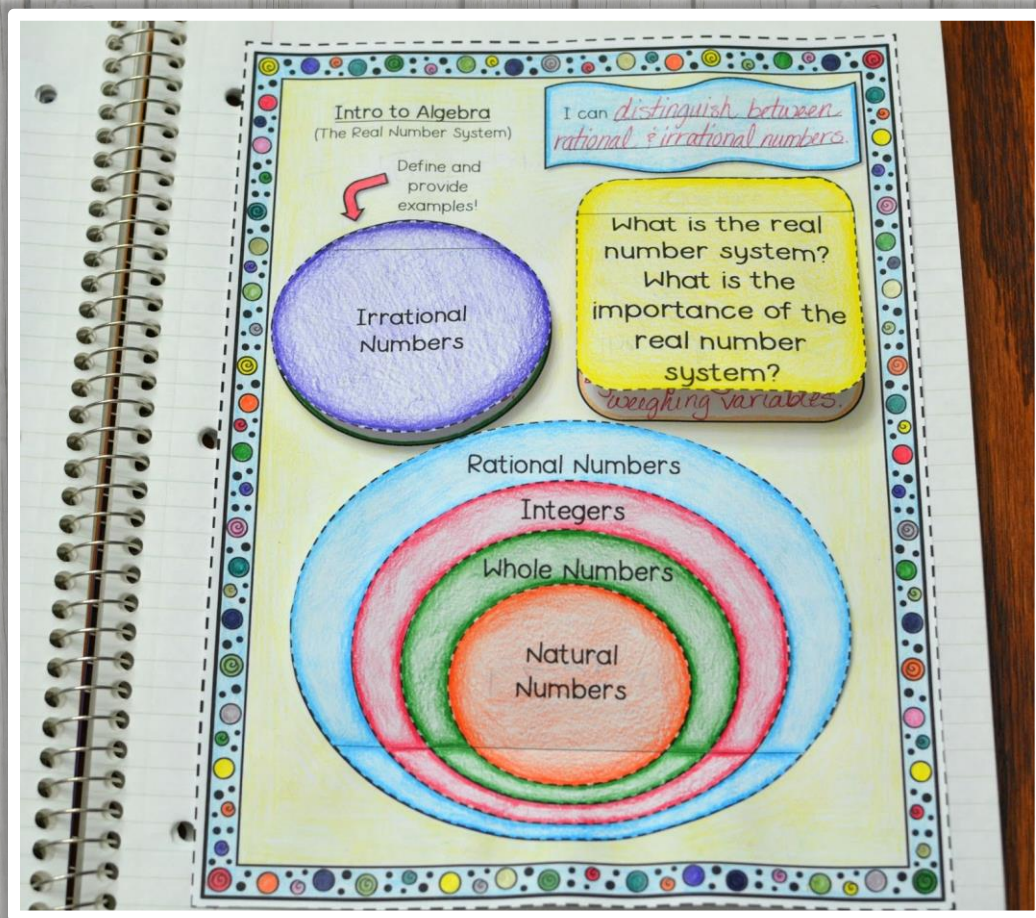 Intro to Algebra
(The Real Number System)
I can distinguish between
rational & irrational numbers.
Define and
provide
examples!
Irrational
Numbers
What is the real
number system?
What is the
importance of the
real number
system?
weighing variables.
Rational Numbers
Integers
Whole Numbers
Natural
Numbers